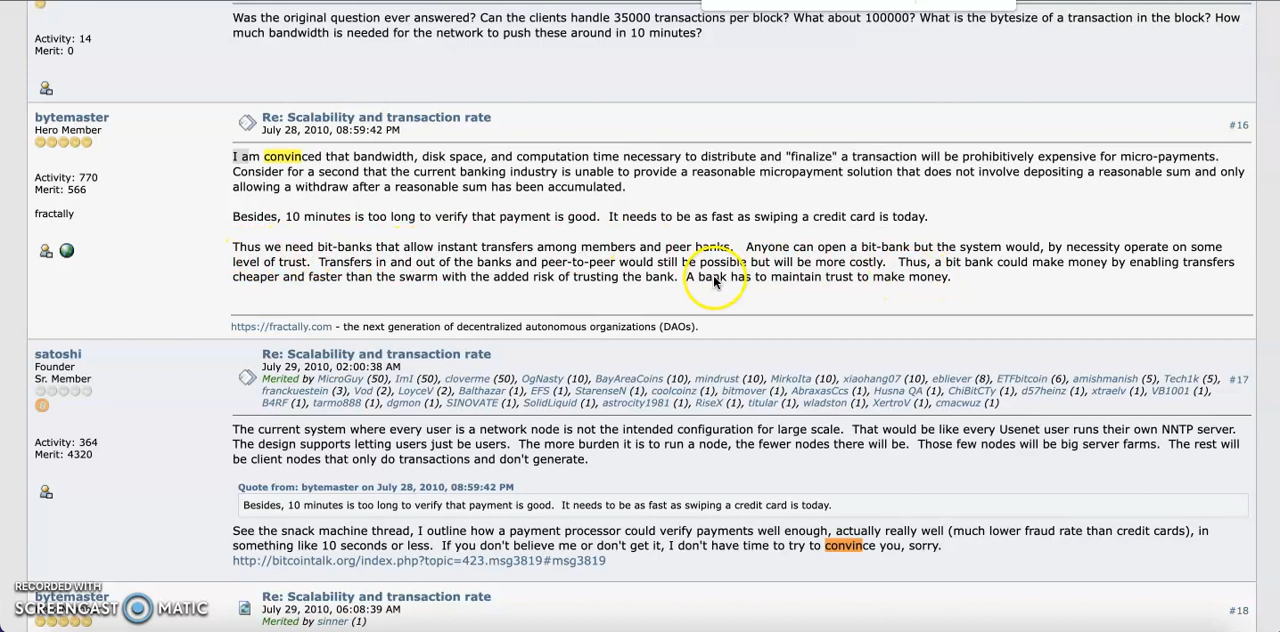 Was the original question ever answered? Can the clients handle 35000 transactions per block? What about 100000? What is the bytesize of a transaction in the block? How
much bandwidth is needed for the network to push these around in 10 minutes?
Activity: 14
Merit: 0
bytemaster
Hero Member
Activity: 770
Merit: 566
fractally
Re: Scalability and transaction rate
July 28, 2010, 08:59:42 PM
#16
I am convinced that bandwidth, disk space, and computation time necessary to distribute and "finalize" a transaction will be prohibitively expensive for micro-payments.
Consider for a second that the current banking industry is unable to provide a reasonable micropayment solution that does not involve depositing a reasonable sum and only
allowing a withdraw after a reasonable sum has been accumulated.
Besides, 10 minutes is too long to verify that payment is good.  It needs to be as fast as swiping a credit card is today.
Thus we need bit-banks that allow instant transfers among members and peer banks.   Anyone can open a bit-bank but the system would, by necessity operate on some
level of trust.  Transfers in and out of the banks and peer-to-peer would still be possible but will be more costly.   Thus, a bit bank could make money by enabling transfers
cheaper and faster than the swarm with the added risk of trusting the bank.  A bank has to maintain trust to make money.
https://fractally.com - the next generation of decentralized autonomous organizations (DAOs).
satoshi
Founder
Sr. Member
Activity: 364
Merit: 4320
Re: Scalability and transaction rate
July 29, 2010, 02:00:38 AM
#17
Merited by MicroGuy (50), ImI (50), cloverme (50), OgNasty (10), BayAreaCoins (10), mindrust (10), MirkoIta (10), xiaohang07 (10), ebliever (8), ETFbitcoin (6), amishmanish (5), Tech1k (5),
franckuestein (3), Vod (2), LoyceV (2), Balthazar (1), EFS (1), StarenseN (1), coolcoinz (1), bitmover (1), AbraxasCcs (1), Husna QA (1), ChiBitCTy (1), d57heinz (1), xtraelv (1), VB1001 (1),
B4RF (1), tarmo888 (1), dgmon (1), SINOVATE (1), SolidLiquid (1), astrocity1981 (1), RiseX (1), titular (1), wladston (1), XertroV (1), cmacwuz (1)
The current system where every user is a network node is not the intended configuration for large scale.  That would be like every Usenet user runs their own NNTP server.
The design supports letting users just be users.  The more burden it is to run a node, the fewer nodes there will be.  Those few nodes will be big server farms.  The rest will
be client nodes that only do transactions and don't generate.
Quote from: bytemaster on July 28, 2010, 08:59:42 PM
Besides, 10 minutes is too long to verify that payment is good.  It needs to be as fast as swiping a credit card is today.
See the snack machine thread, I outline how a payment processor could verify payments well enough, actually really well (much lower fraud rate than credit cards), in
something like 10 seconds or less.  If you don't believe me or don't get it, I don't have time to try to convince you, sorry.
http://bitcointalk.org/index.php?topic=423.msg3819#msg3819
bytemaster
Re: Scalability and transaction rate
July 29, 2010, 06:08:39 AM
#18
Merited by sinner (1)
RECORDED WITH
SCREENCAST MATIC